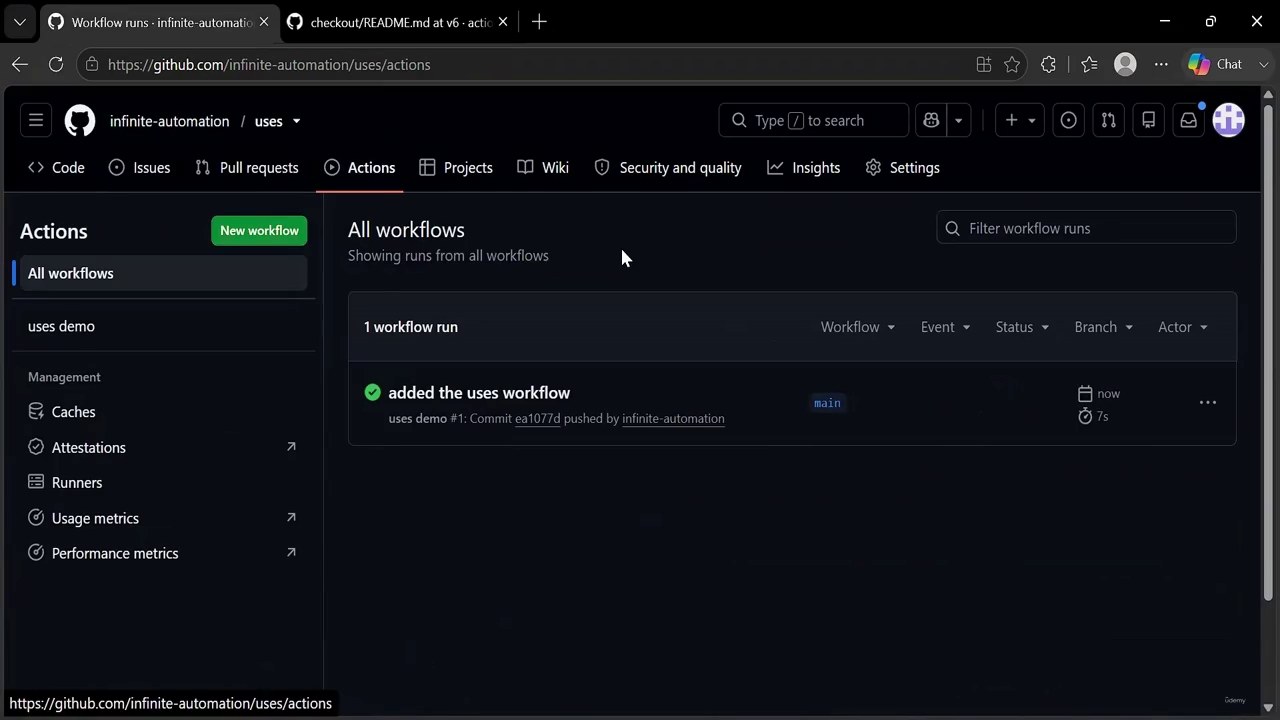 Workflow runs · infinite-automatio
checkout/README.md at v6 · actio
https://github.com/infinite-automation/uses/actions
Chat
infinite-automation / uses
Type / to search
Code
Issues
Pull requests
Actions
Projects
Wiki
Security and quality
Insights
Settings
Actions
New workflow
All workflows
uses demo
Management
Caches
Attestations
Runners
Usage metrics
Performance metrics
All workflows
Showing runs from all workflows
Filter workflow runs
1 workflow run
Workflow
Event
Status
Branch
Actor
added the uses workflow
uses demo #1: Commit ea1077d pushed by infinite-automation
main
now
7s
https://github.com/infinite-automation/uses/actions
Udemy